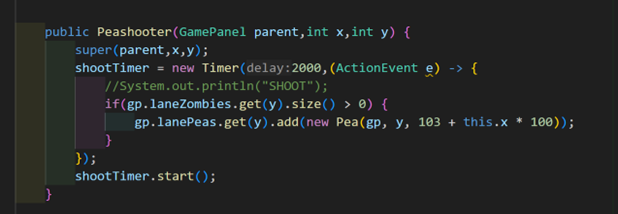 public Peashooter(GamePanel parent,int x,int y) {
super(parent,x,y);
shootTimer = new Timer(delay:2000,(ActionEvent e) -> {
//System.out.println("SHOOT");
if(gp.laneZombies.get(y).size() > 0) {
gp.lanePeas.get(y).add(new Pea(gp, y, 103 + this.x * 100));
}
});
shootTimer.start();
}